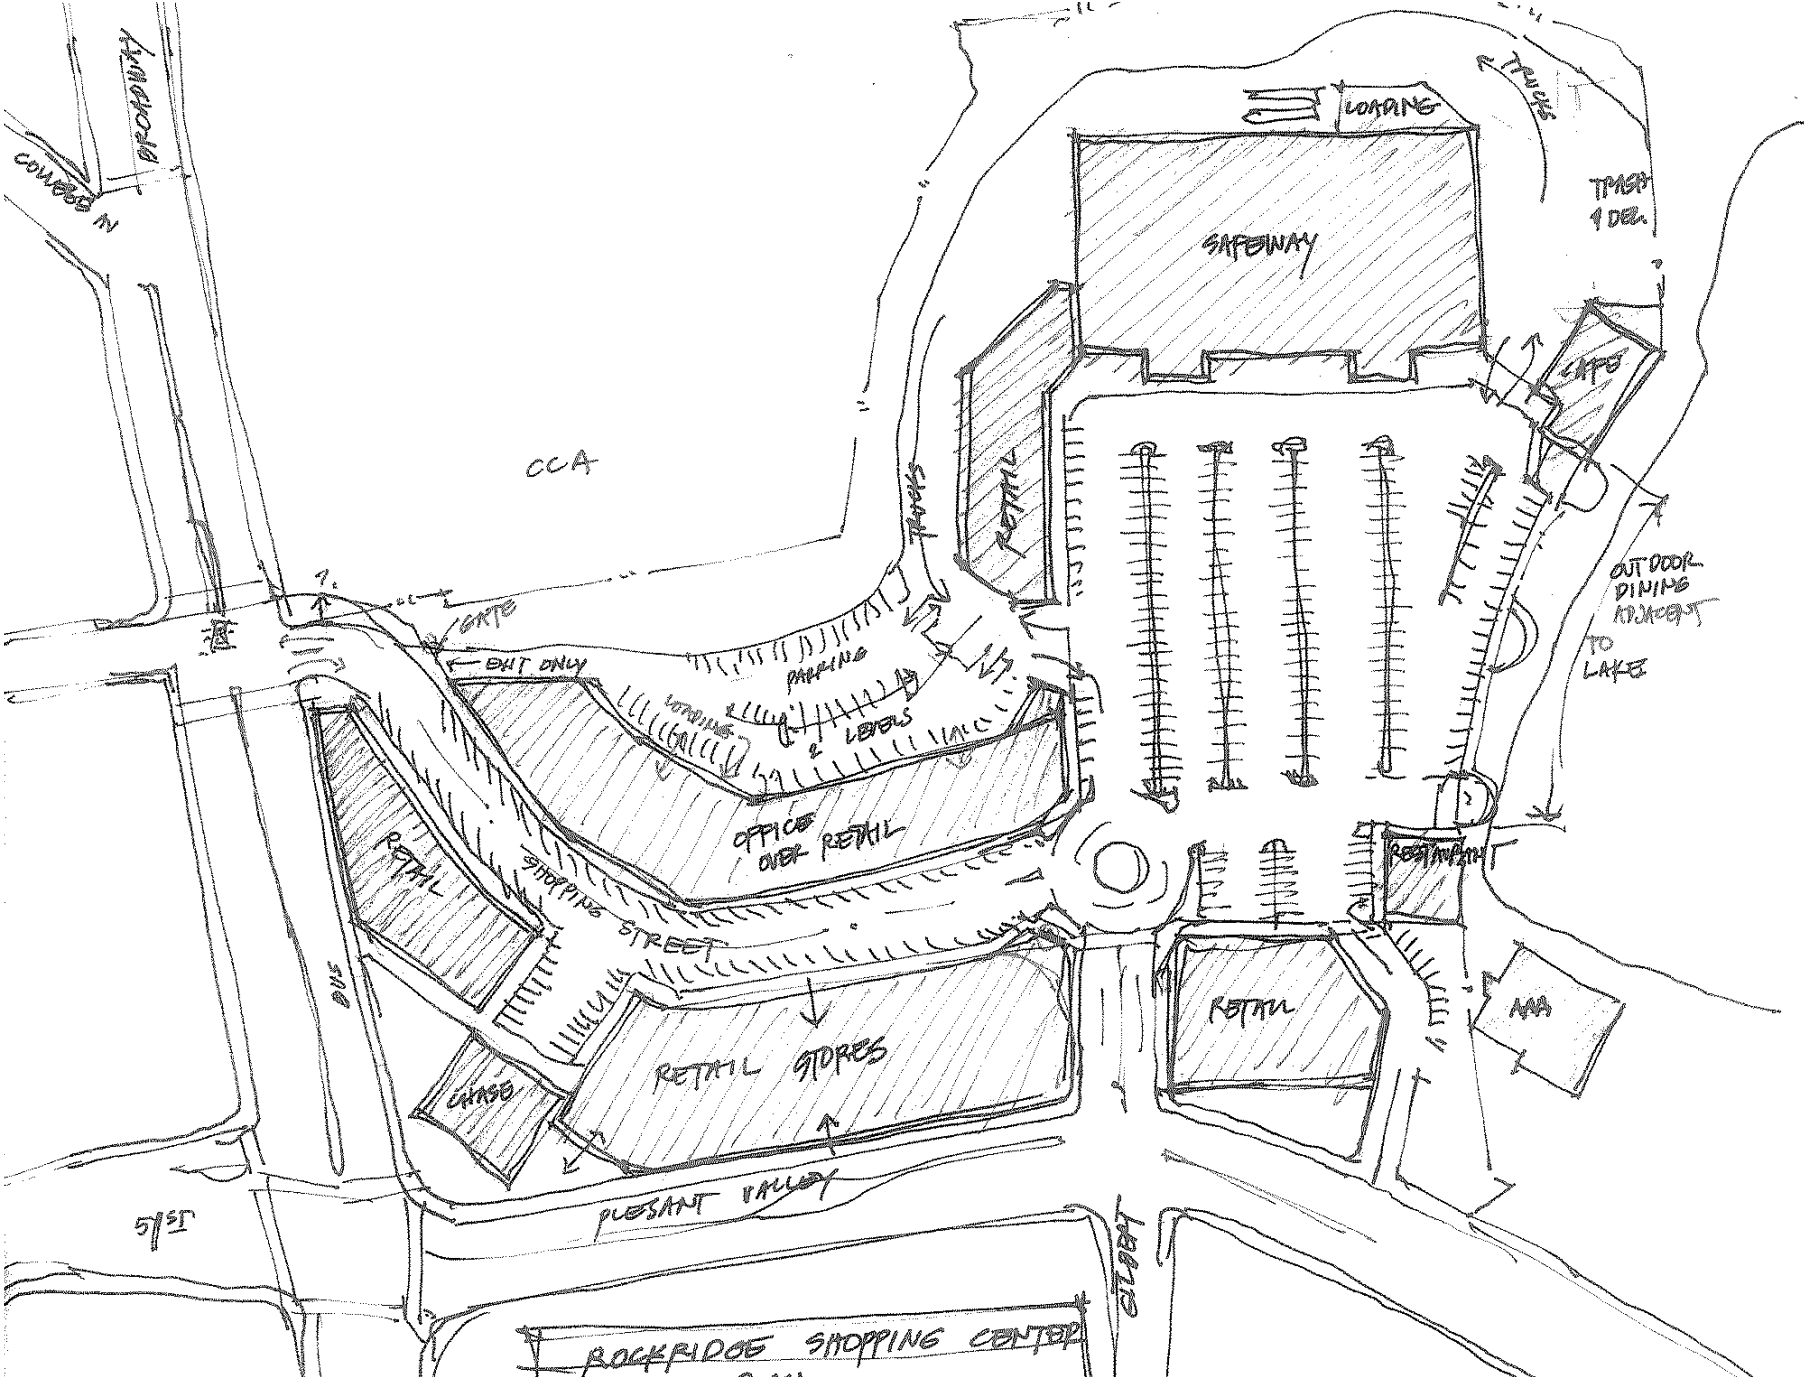 BROADWAY
COLLEGE AV
TRUCKS
LOADING
TRASH
& DEL.
SAFEWAY
CAFE
CCA
RETAIL
OUTDOOR
DINING
ADJACENT
TO
LAKE
GATE
EXIT ONLY
PARKING
LOADING
2 LEVELS
OFFICE
OVER RETAIL
RETAIL
SHOPPING
STREET
RESTAURANT
BUS
RETAIL STORES
RETAIL
AAA
CHASE
PLESANT VALLEY
51ST
GILBERT
ROCKRIDGE SHOPPING CENTER